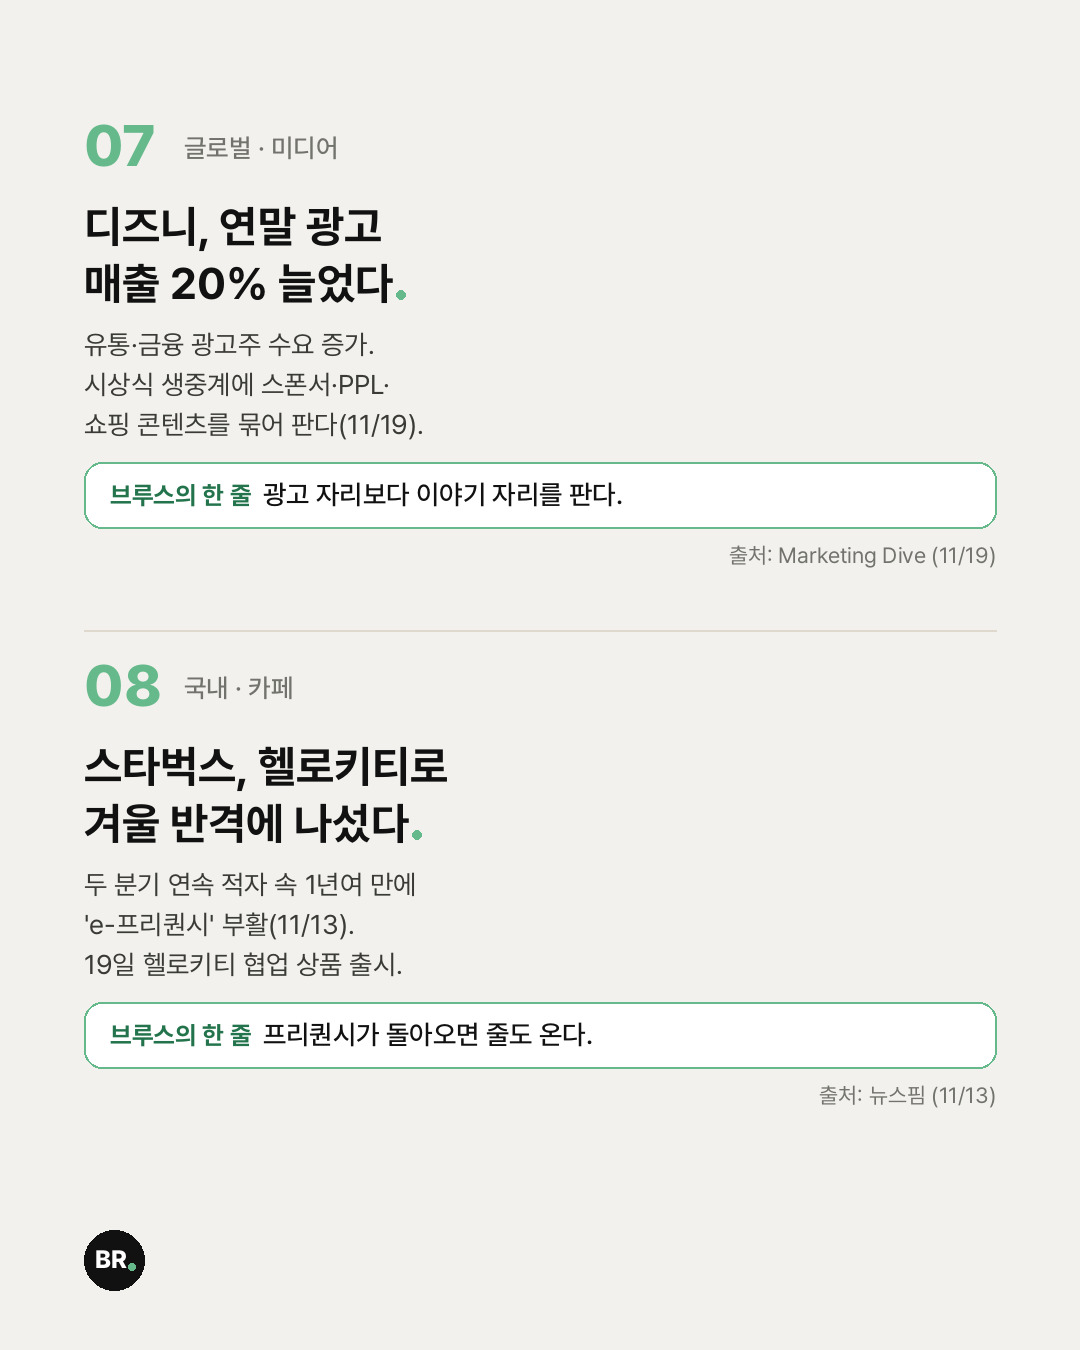 07 글로벌 · 미디어
디즈니, 연말 광고
매출 20% 늘었다.
유통·금융 광고주 수요 증가.
시상식 생중계에 스폰서·PPL·
쇼핑 콘텐츠를 묶어 판다(11/19).
브루스의 한 줄 광고 자리보다 이야기 자리를 판다.
출처: Marketing Dive (11/19)
08 국내 · 카페
스타벅스, 헬로키티로
겨울 반격에 나섰다.
두 분기 연속 적자 속 1년여 만에
'e-프리퀀시' 부활(11/13).
19일 헬로키티 협업 상품 출시.
브루스의 한 줄 프리퀀시가 돌아오면 줄도 온다.
출처: 뉴스핌 (11/13)
BR.